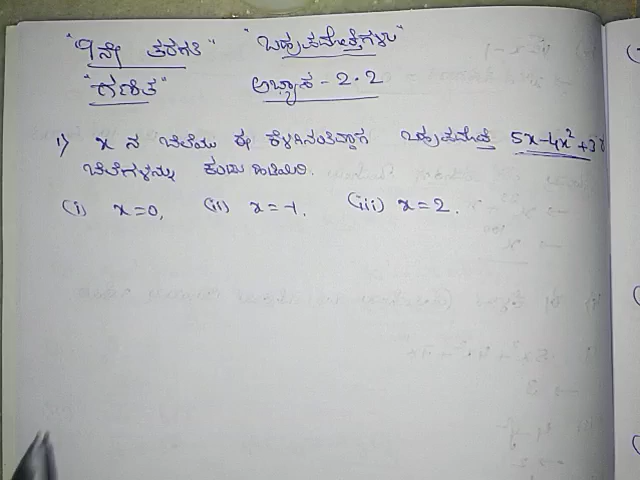 "9ನೇ ತರಗತಿ" "ಬಹುಪದೋಕ್ತಿಗಳು"
"ಗಣಿತ" ಅಭ್ಯಾಸ - 2.2
1) x ನ ಬೆಲೆಯು ಈ ಕೆಳಗಿನಂತಿದ್ದಾಗ ಬಹುಪದೋಕ್ತಿ 5x-4x²+3ರ
ಬೆಲೆಗಳನ್ನು ಕಂಡು ಹಿಡಿಯಿರಿ.
(i) x=0, (ii) x=-1. (iii) x=2.